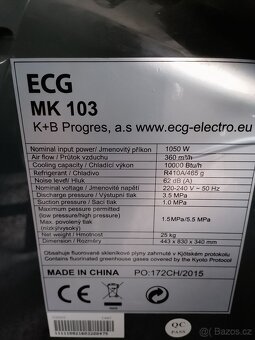 ECG
MK 103
K+B Progres, a.s www.ecg-electro.eu
Nominal input power/ Jmenovitý příkon 1050 W
Air flow / Průtok vzduchu 360 m³/h
Cooling capacity / Chladící výkon 10000 Btu/h
Refrigerant / Chladivo R410A/465 g
Noise level/ Hluk 62 dB (A)
Nominal voltage / Jmenovité napětí 220-240 V ~ 50 Hz
Discharge pressure / Výstupní tlak 3.5 MPa
Suction pressure / Sací tlak 1.0 MPa
Maximum pressure permitted
(low pressure/high pressure) 1.5MPa/5.5 MPa
/ Max. povolený tlak
(nízký/vysoký)
Net weight / Hmotnost 25 kg
Dimension / Rozměr 443 x 830 x 340 mm
Obsahuje fluorované skleníkové plyny zahrnuté v Kjótském protokolu
Contains fluorinated greenhouse gases covered by the Kyoto Protocol
MADE IN CHINA PO:172CH/2015
QC
PASS
Bazoš.cz